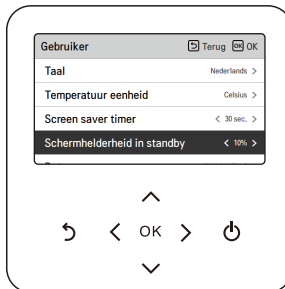 Gebruiker Terug OK OK
Taal Nederlands >
Temperatuur eenheid Celsius >
Screen saver timer < 30 sec. >
Schermhelderheid in standby < 10% >
< OK >